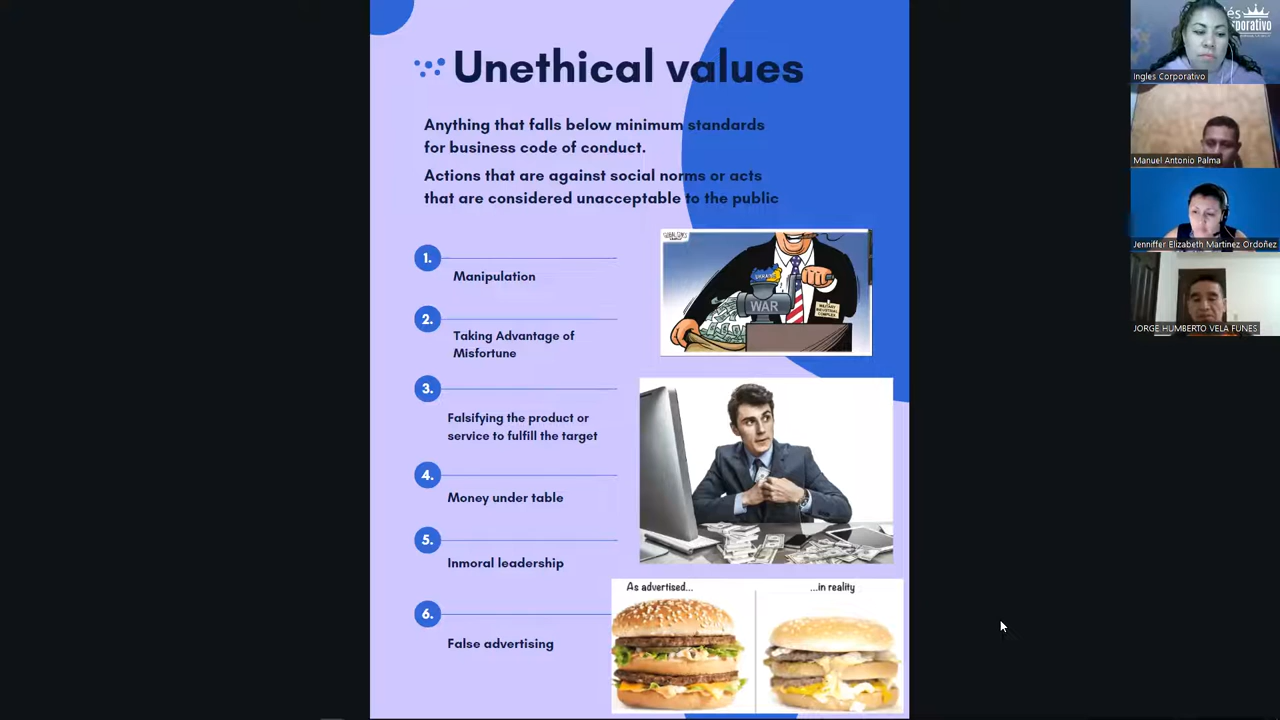 Unethical values
Anything that falls below minimum standards
for business code of conduct.
Actions that are against social norms or acts
that are considered unacceptable to the public
1.
Manipulation
2.
Taking Advantage of
Misfortune
3.
Falsifying the product or
service to fulfill the target
4.
Money under table
5.
Inmoral leadership
6.
False advertising
WAR
MILITARY
INDUSTRIAL
COMPLEX
As advertised...
...in reality
Ingles Corporativo
Manuel Antonio Palma
Jenniffer Elizabeth Martinez Ordoñez
JORGE HUMBERTO VELA FUNES